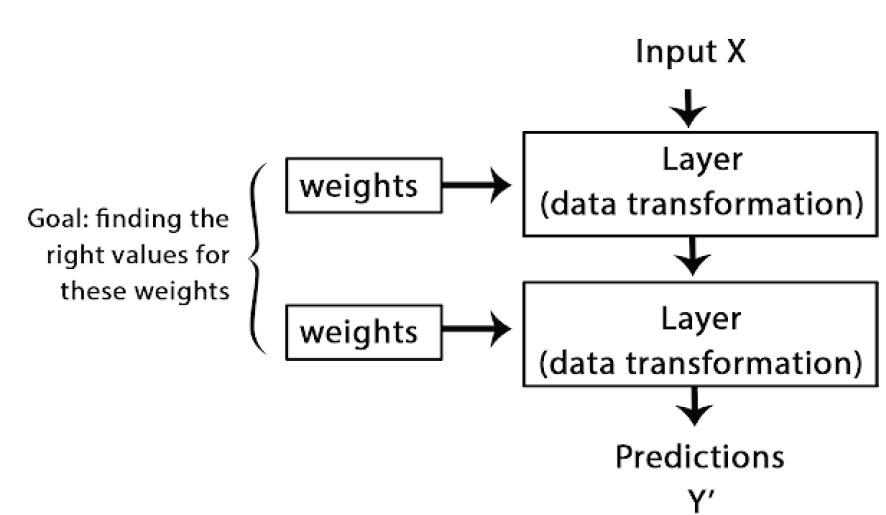 Input X
Layer
(data transformation)
weights
Goal: finding the
right values for
these weights
weights
Layer
(data transformation)
Predictions
Y'